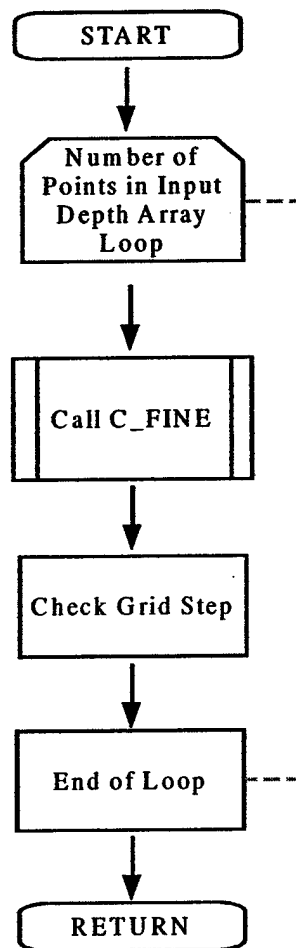 START
Number of
Points in Input
Depth Array
Loop
Call C_FINE
Check Grid Step
End of Loop
RETURN